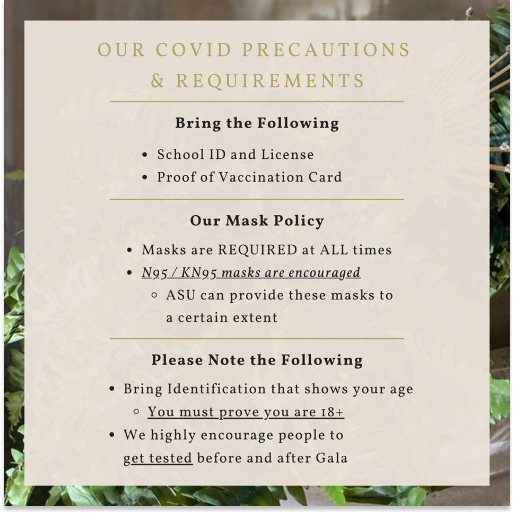 OUR COVID PRECAUTIONS
& REQUIREMENTS
Bring the Following
• School ID and License
• Proof of Vaccination Card
Our Mask Policy
• Masks are REQUIRED at ALL times
• N95 / KN95 masks are encouraged
◦ ASU can provide these masks to
a certain extent
Please Note the Following
• Bring Identification that shows your age
◦ You must prove you are 18+
• We highly encourage people to
get tested before and after Gala